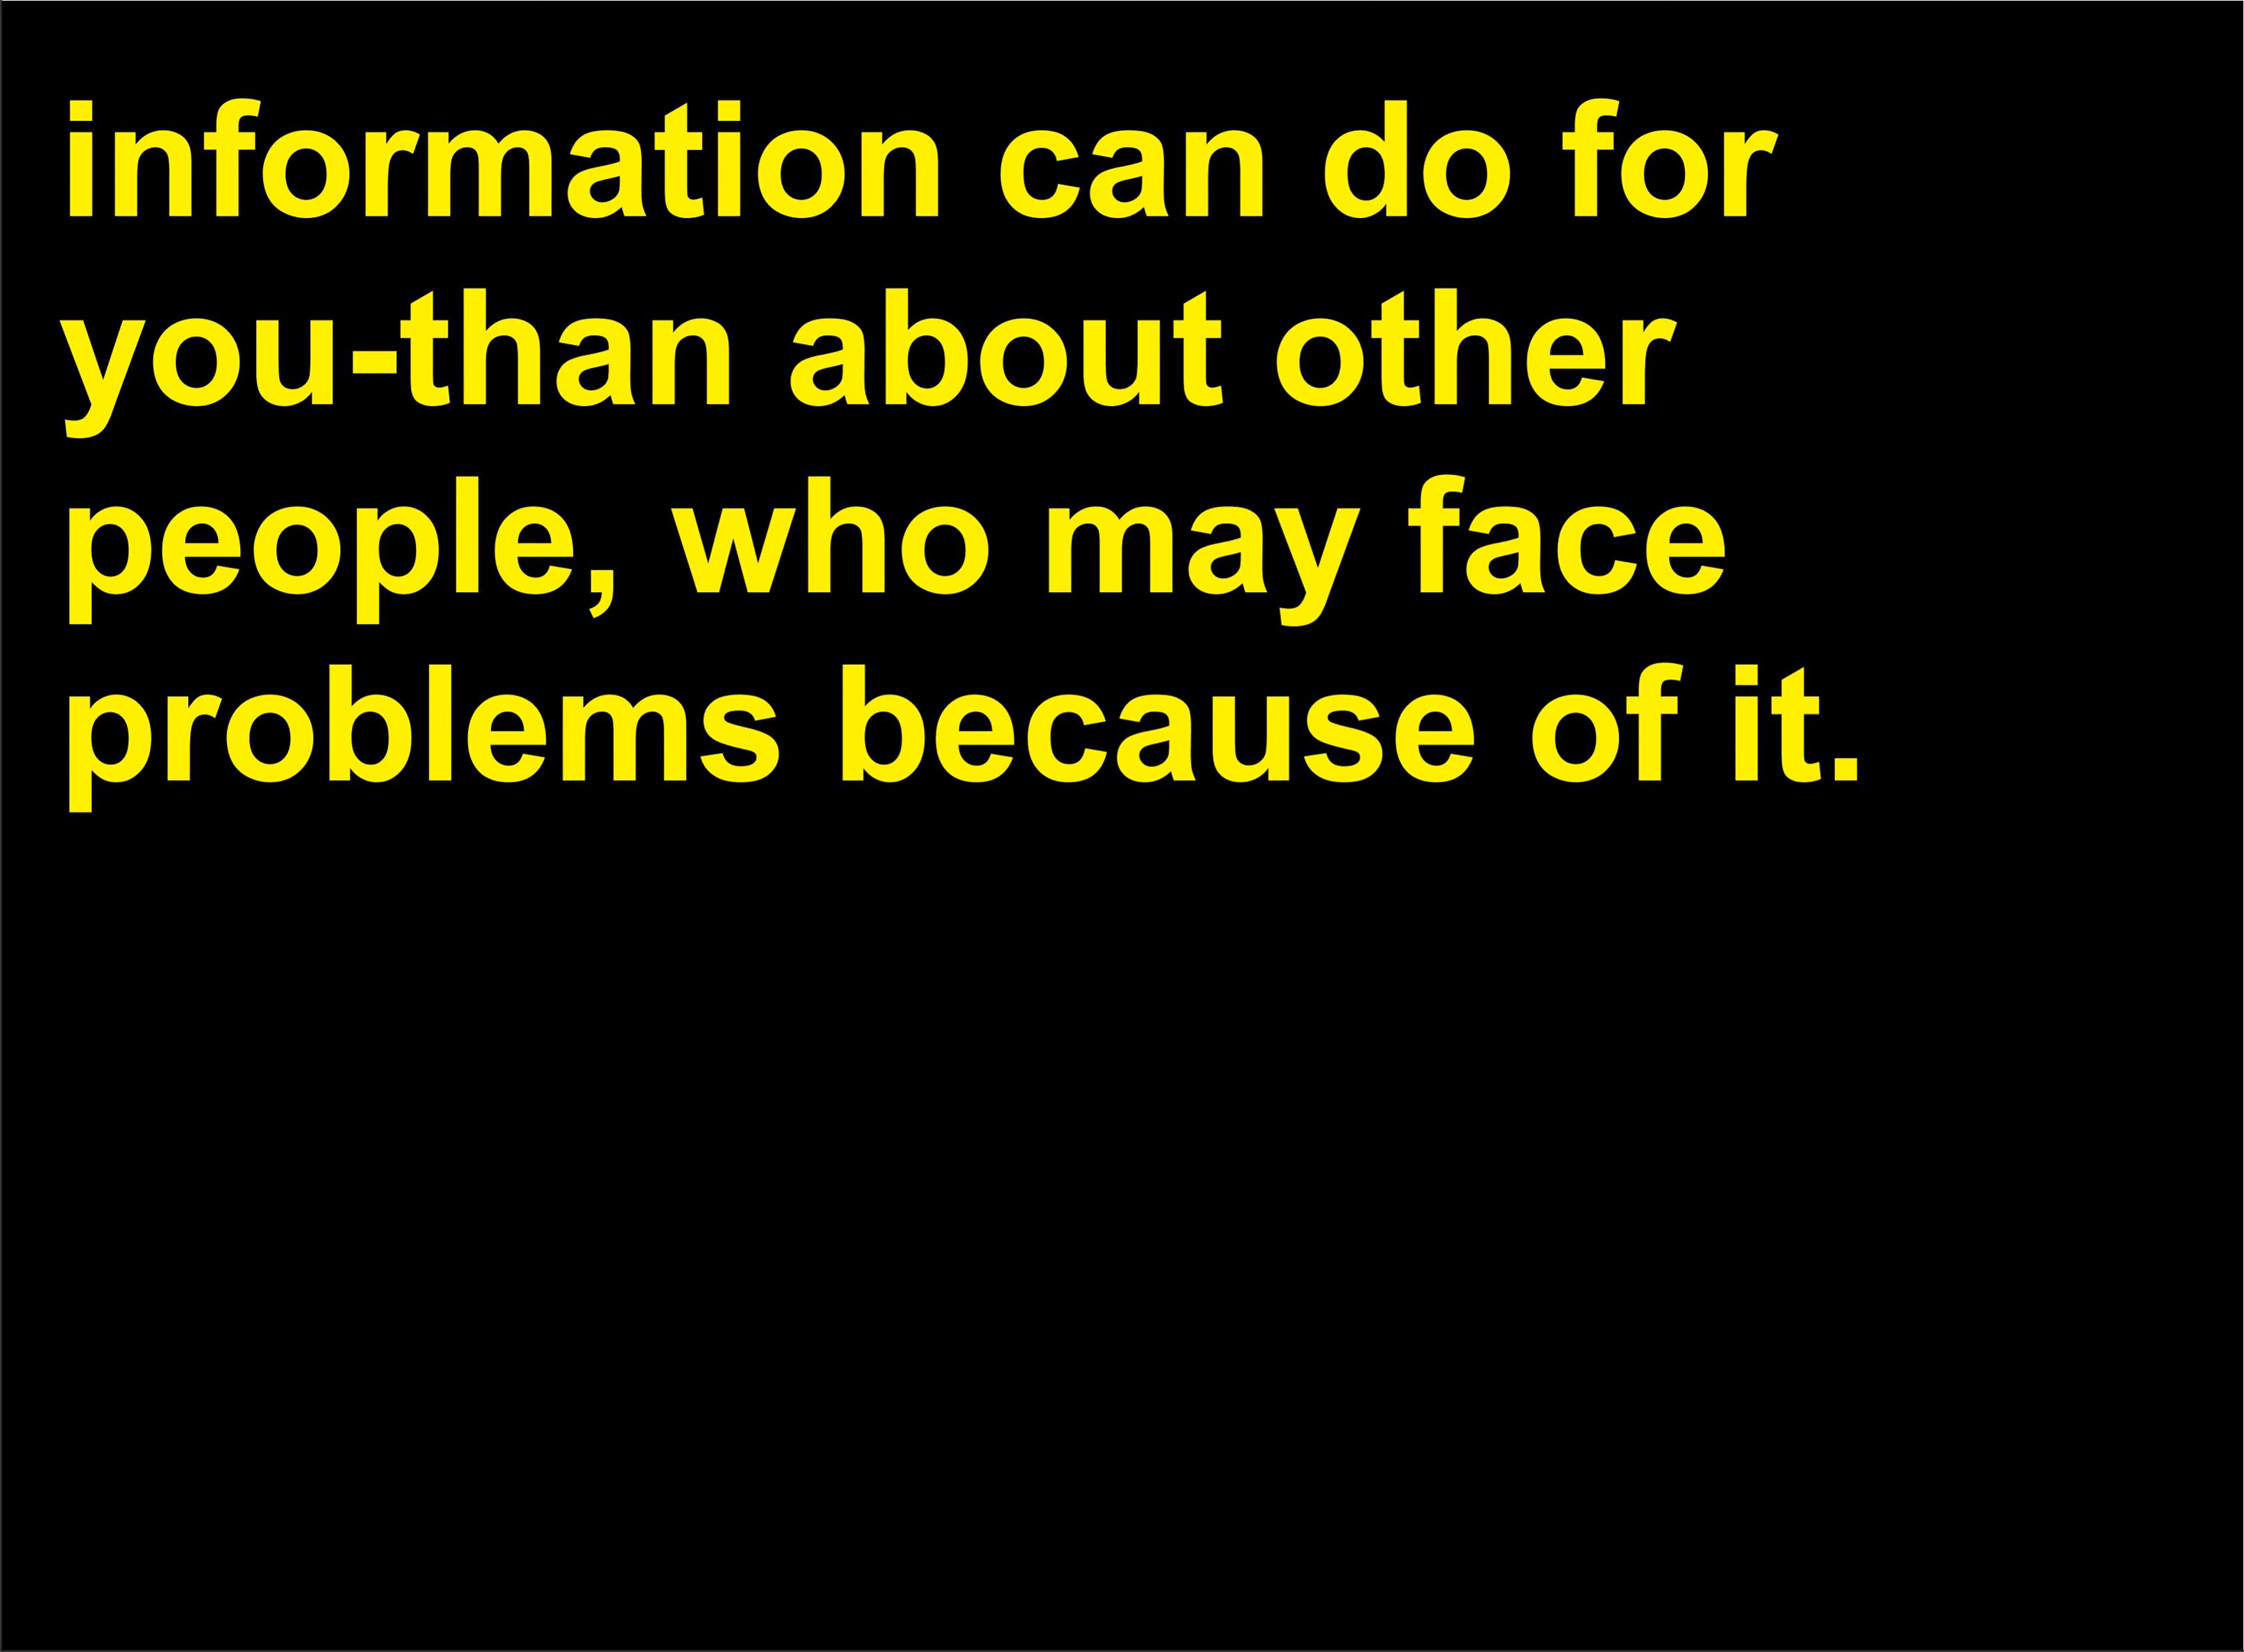 information can do for
you-than about other
people, who may face
problems because of it.